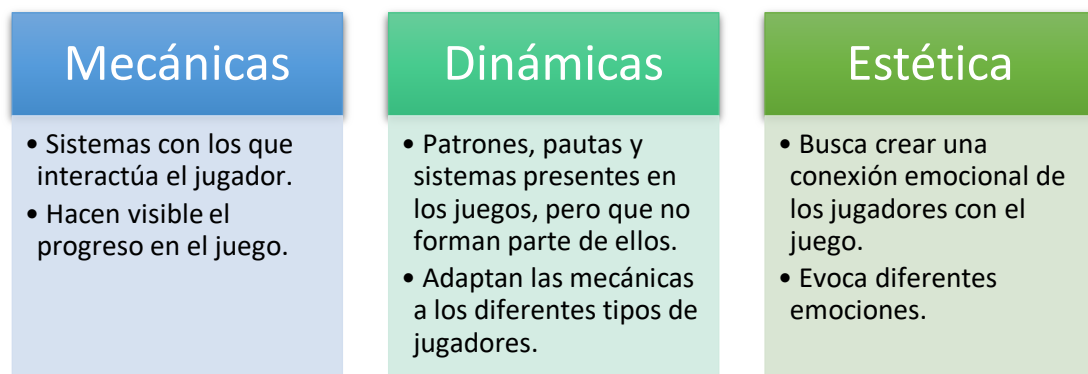 Mecánicas
• Sistemas con los que
interactúa el jugador.
• Hacen visible el
progreso en el juego.
Dinámicas
• Patrones, pautas y
sistemas presentes en
los juegos, pero que no
forman parte de ellos.
• Adaptan las mecánicas
a los diferentes tipos de
jugadores.
Estética
• Busca crear una
conexión emocional de
los jugadores con el
juego.
• Evoca diferentes
emociones.